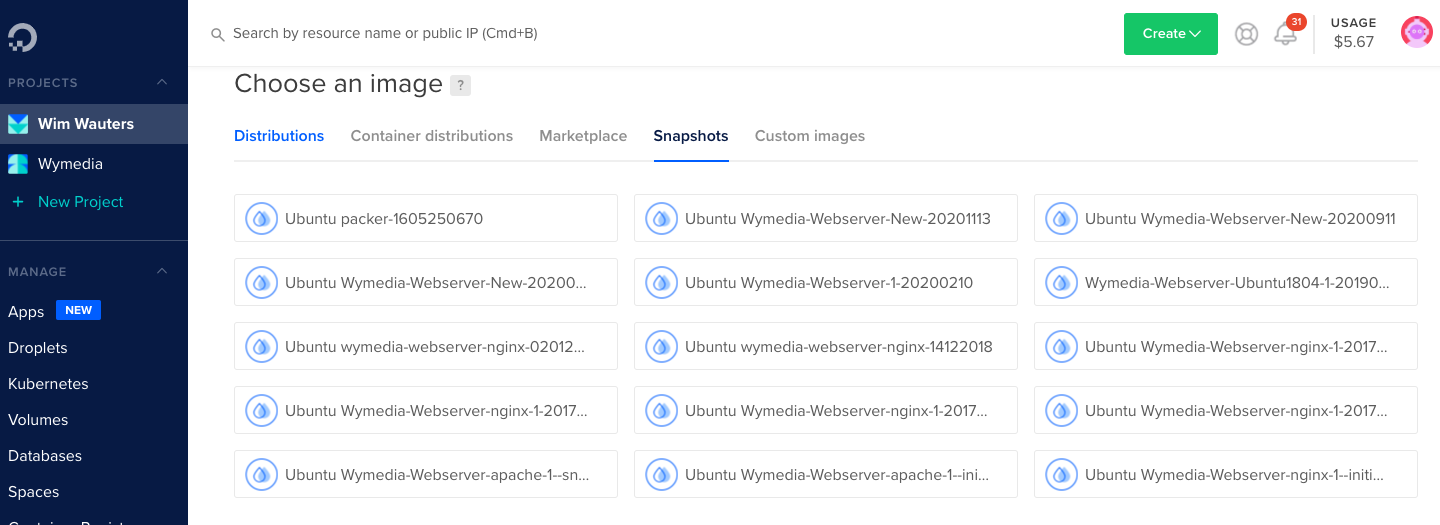 Search by resource name or public IP (Cmd+B)
Create
31
USAGE
$5.67
PROJECTS
Wim Wauters
Wymedia
+ New Project
MANAGE
Apps NEW
Droplets
Kubernetes
Volumes
Databases
Spaces
Choose an image ?
Distributions Container distributions Marketplace Snapshots Custom images
Ubuntu packer-1605250670
Ubuntu Wymedia-Webserver-New-20201113
Ubuntu Wymedia-Webserver-New-20200911
Ubuntu Wymedia-Webserver-New-20200...
Ubuntu Wymedia-Webserver-1-20200210
Wymedia-Webserver-Ubuntu1804-1-20190...
Ubuntu wymedia-webserver-nginx-02012...
Ubuntu wymedia-webserver-nginx-14122018
Ubuntu Wymedia-Webserver-nginx-1-2017...
Ubuntu Wymedia-Webserver-nginx-1-2017...
Ubuntu Wymedia-Webserver-nginx-1-2017...
Ubuntu Wymedia-Webserver-nginx-1-2017...
Ubuntu Wymedia-Webserver-apache-1--sn...
Ubuntu Wymedia-Webserver-apache-1--ini...
Ubuntu Wymedia-Webserver-nginx-1--initi...